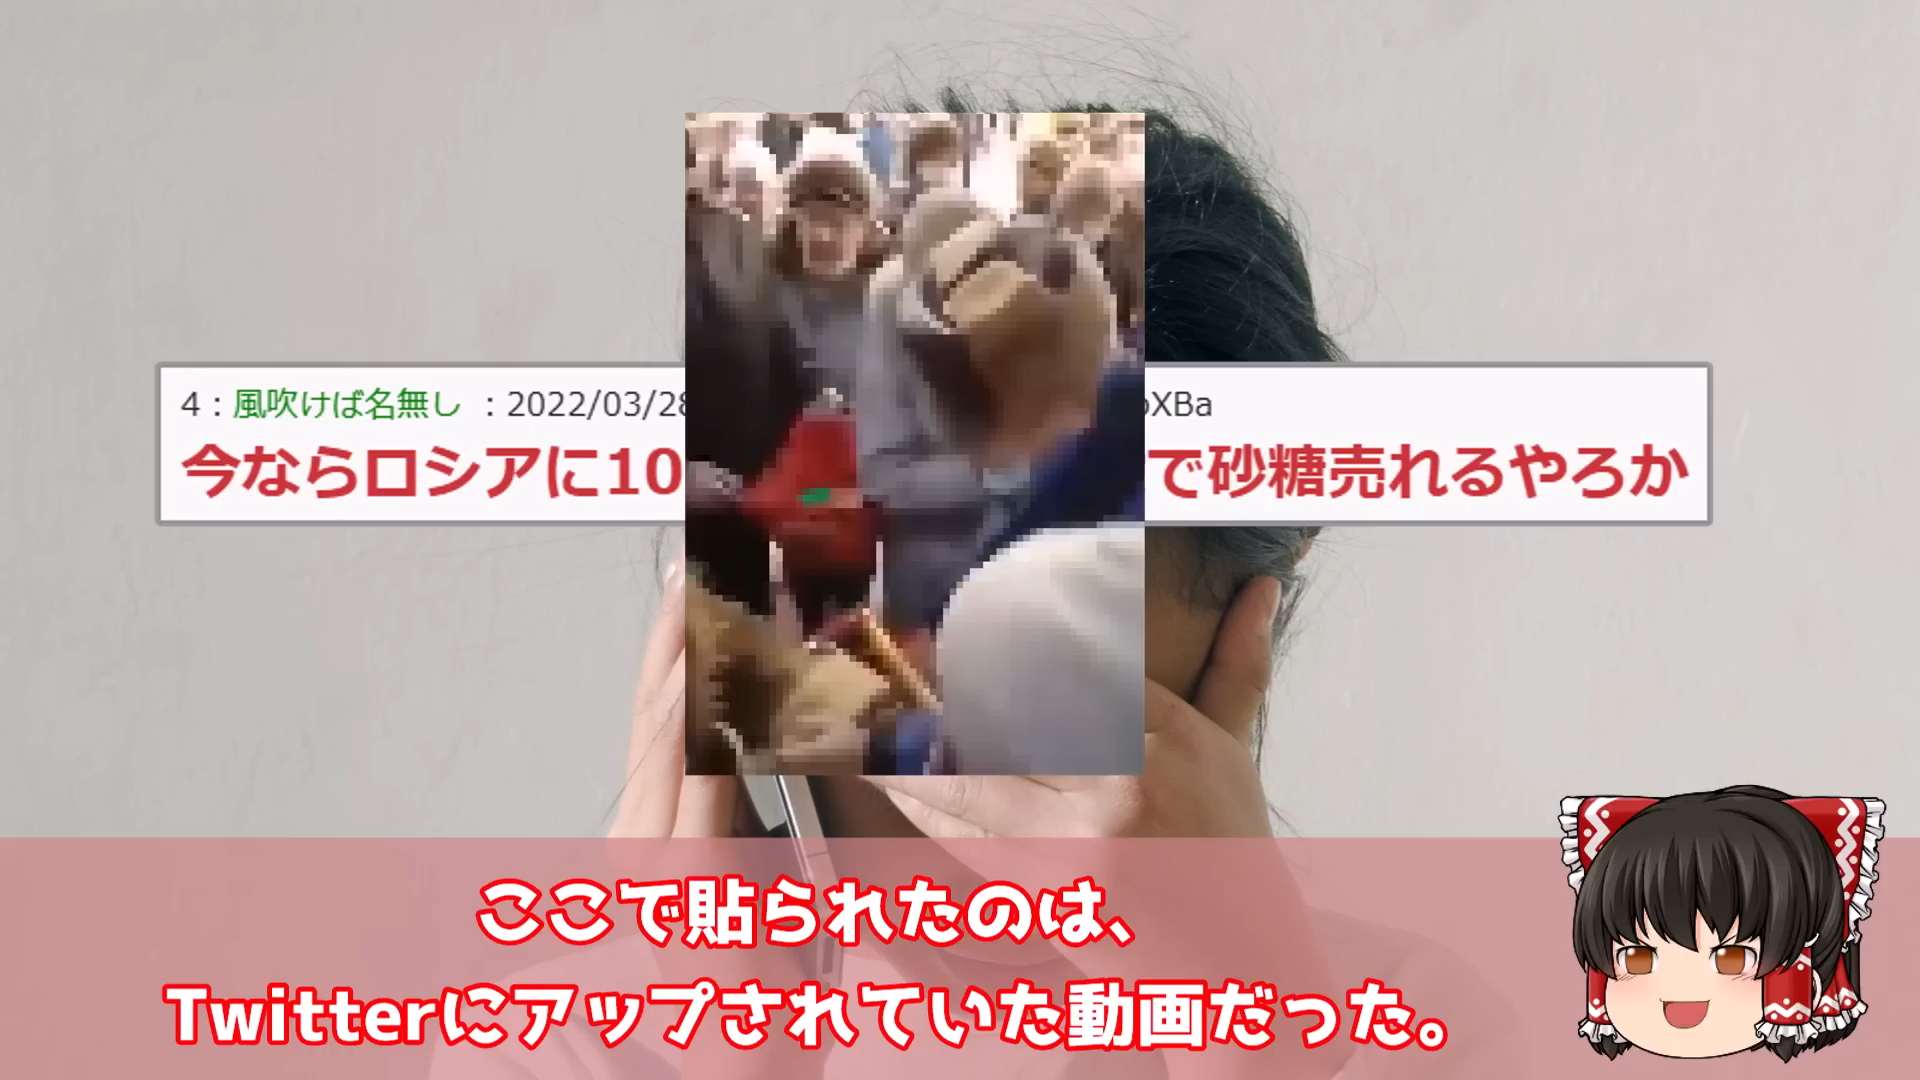 4：風吹けば名無し ：2022/03/28 XBa
今ならロシアに10 で砂糖売れるやろか
ここで貼られたのは、
Twitterにアップされていた動画だった。